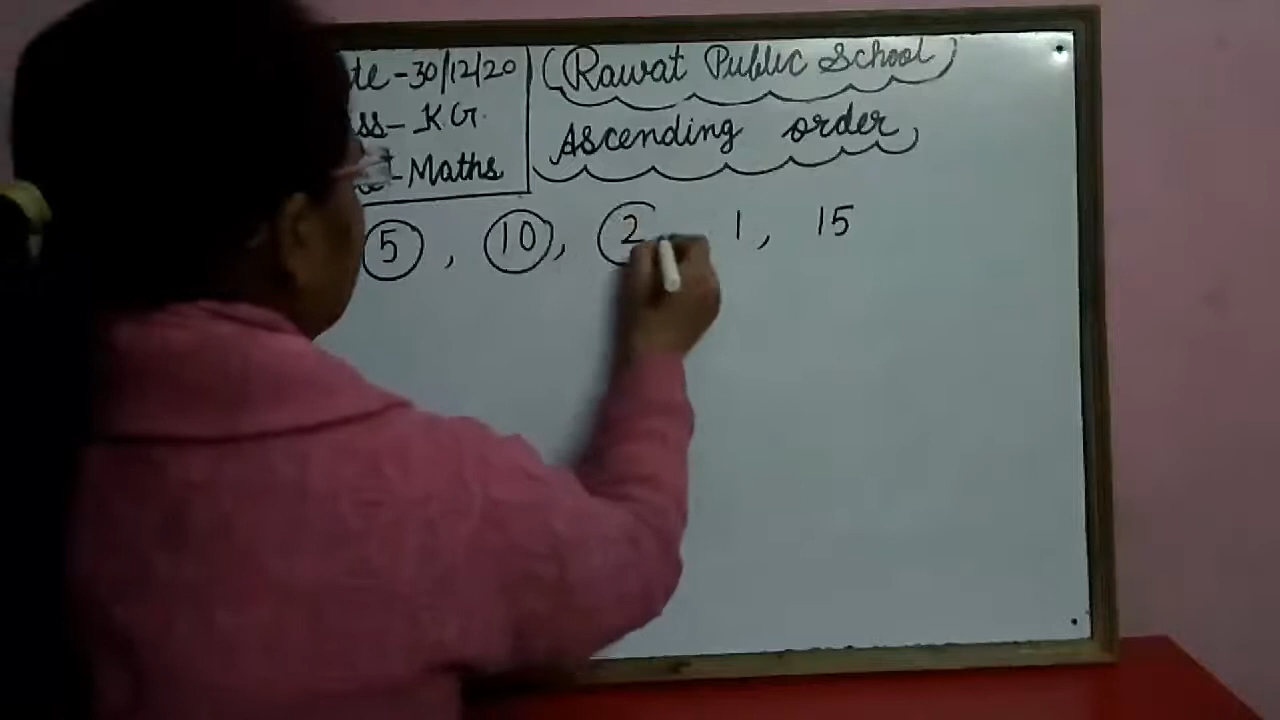 te - 30/12/20
ss - KG.
t - Maths
(Rawat Public School)
Ascending order,
5, 10, 2 1, 15